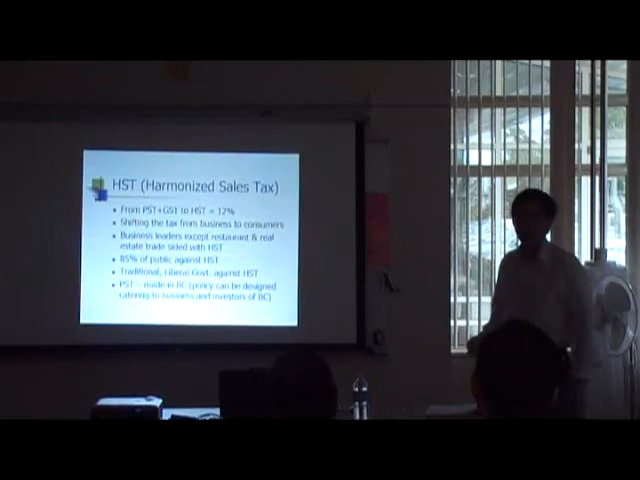 HST (Harmonized Sales Tax)
From PST+GST to HST = 12%
Shifting the tax from business to consumers
Business leaders except restaurant & real
estate trade sided with HST
85% of public against HST
Traditional, Liberal Govt. against HST
PST – made in BC (policy can be designed
catering to business and investors of BC)